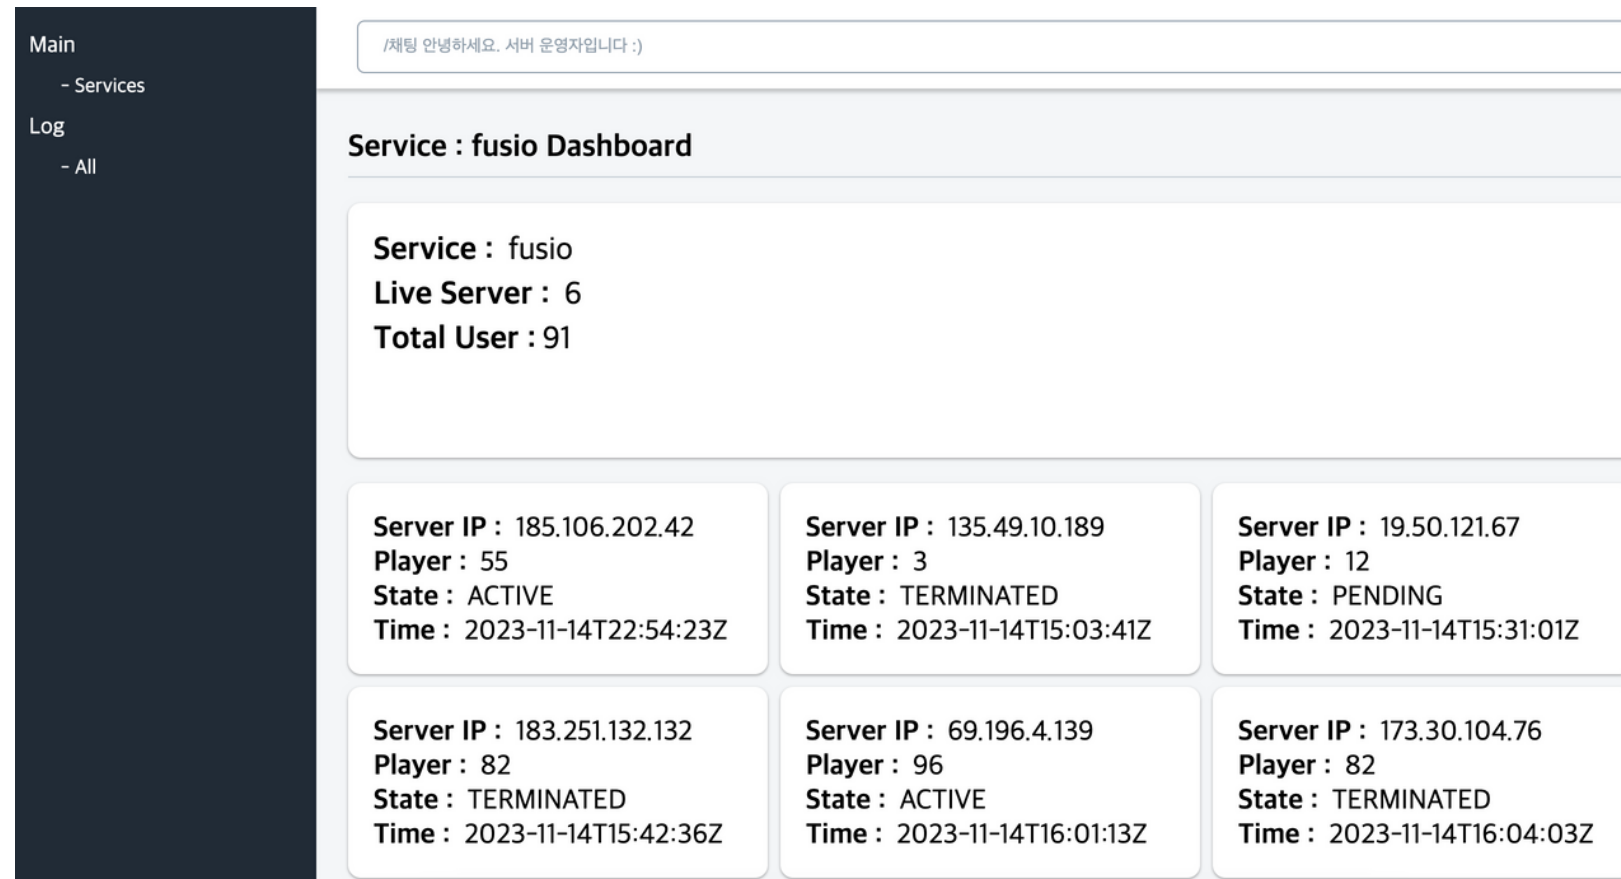 Main
- Services
Log
- All
/채팅 안녕하세요. 서버 운영자입니다 :)
Service : fusio Dashboard
Service : fusio
Live Server : 6
Total User : 91
Server IP : 185.106.202.42
Player : 55
State : ACTIVE
Time : 2023-11-14T22:54:23Z
Server IP : 135.49.10.189
Player : 3
State : TERMINATED
Time : 2023-11-14T15:03:41Z
Server IP : 19.50.121.67
Player : 12
State : PENDING
Time : 2023-11-14T15:31:01Z
Server IP : 183.251.132.132
Player : 82
State : TERMINATED
Time : 2023-11-14T15:42:36Z
Server IP : 69.196.4.139
Player : 96
State : ACTIVE
Time : 2023-11-14T16:01:13Z
Server IP : 173.30.104.76
Player : 82
State : TERMINATED
Time : 2023-11-14T16:04:03Z